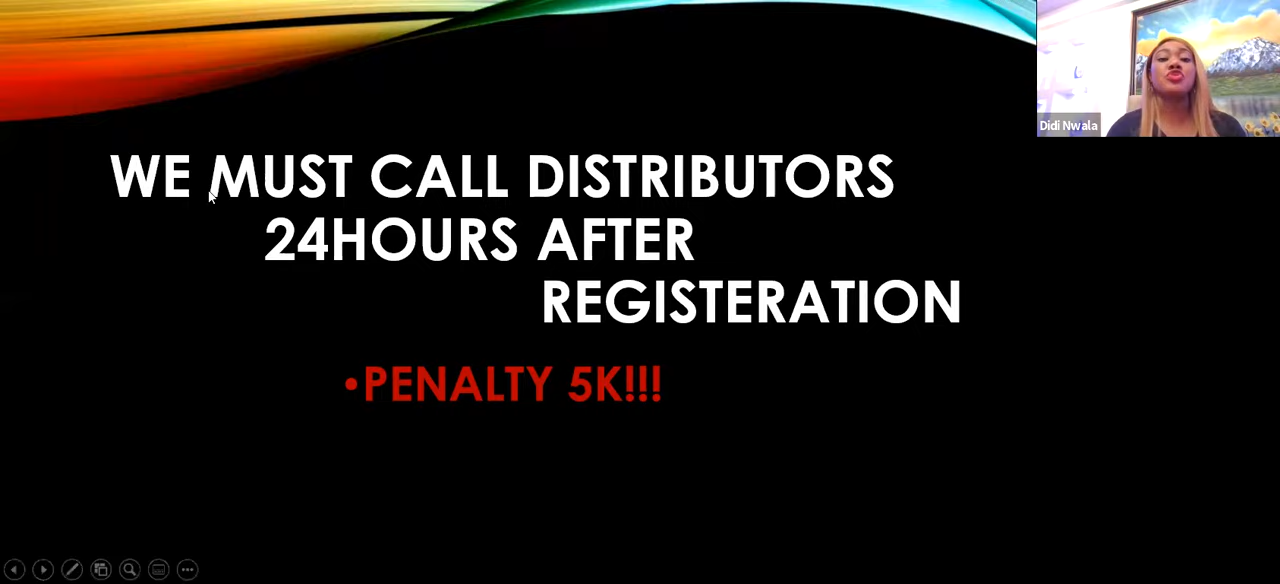 WE MUST CALL DISTRIBUTORS
24HOURS AFTER
REGISTERATION
•PENALTY 5K!!!
Didi Nwala